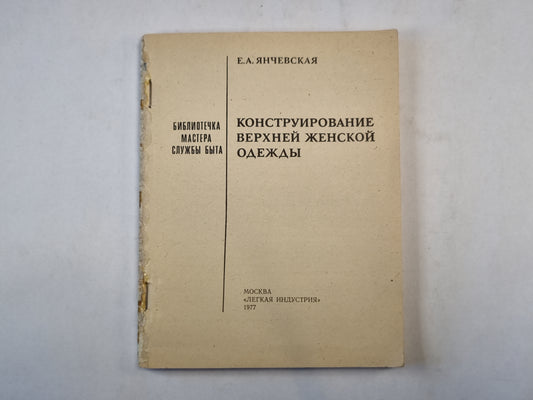 Е.А. ЯНЧЕВСКАЯ
БИБЛИОТЕЧКА
МАСТЕРА
СЛУЖБЫ БЫТА
КОНСТРУИРОВАНИЕ
ВЕРХНЕЙ ЖЕНСКОЙ
ОДЕЖДЫ
МОСКВА
«ЛЕГКАЯ ИНДУСТРИЯ»
1977